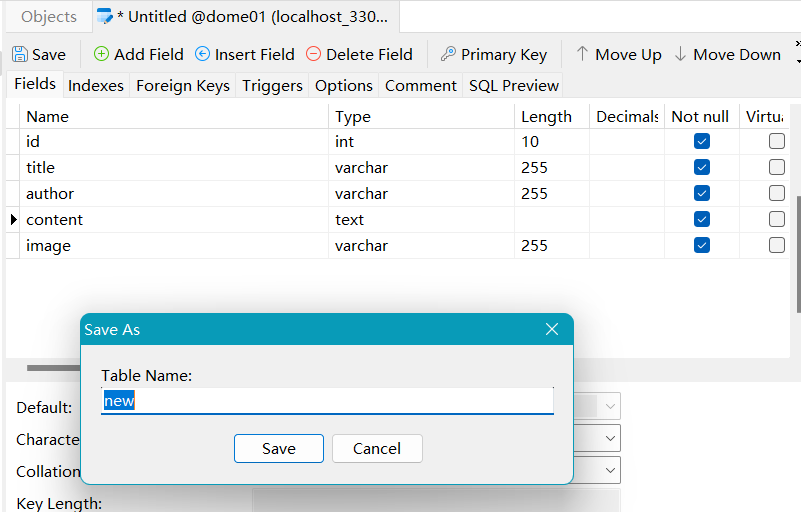 Objects * Untitled @dome01 (localhost_330...
Save Add Field Insert Field Delete Field Primary Key Move Up Move Down
Fields Indexes Foreign Keys Triggers Options Comment SQL Preview
Name Type Length Decimals Not null Virtua
id int 10
title varchar 255
author varchar 255
content text
image varchar 255
Save As
Table Name:
new
Save Cancel
Default:
Characte
Collation
Key Length: